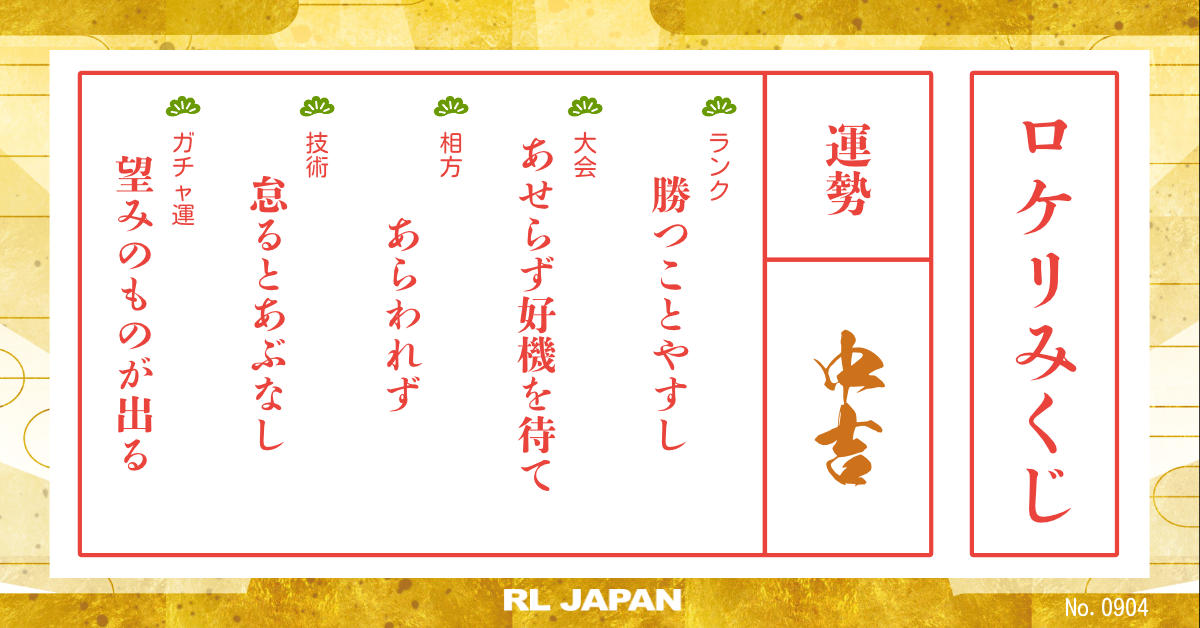 ロケリみくじ
運勢
中吉
ランク
勝つことやすし
大会
あせらず好機を待て
相方
あらわれず
技術
怠るとあぶなし
ガチャ運
望みのものが出る
RL JAPAN
No. 0904